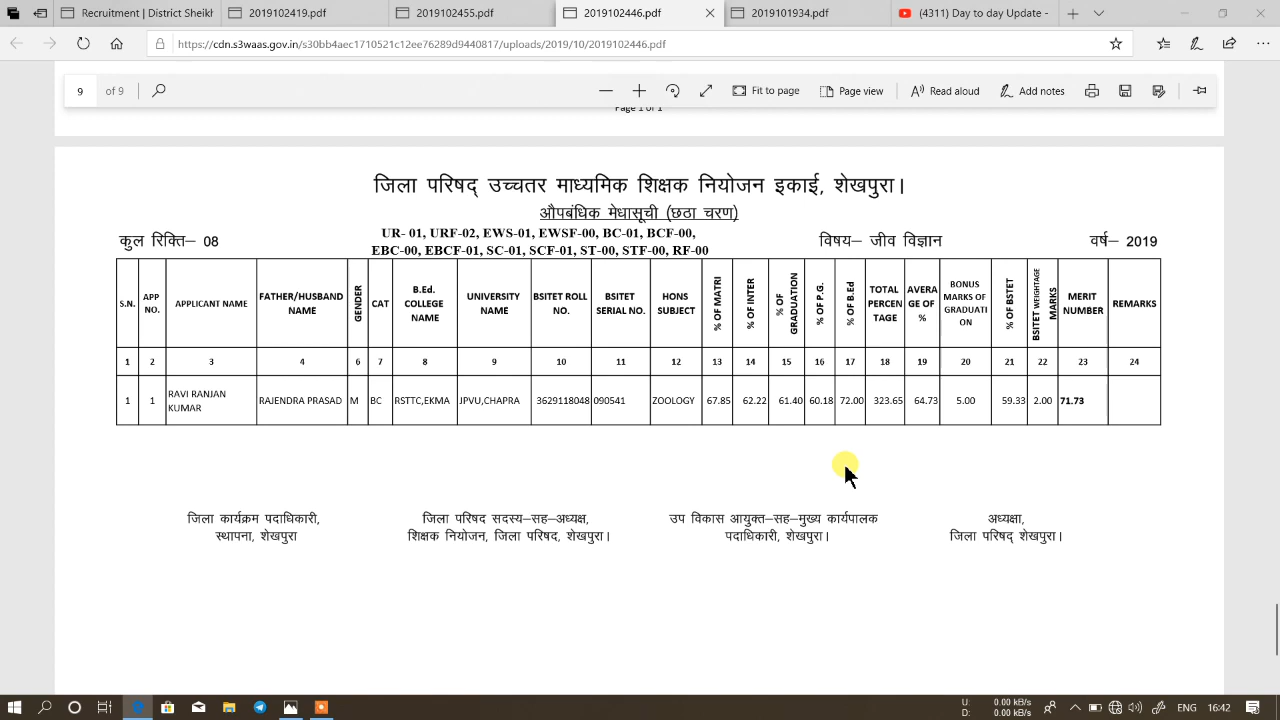 Recruitment | District Sheikh
2019102419.pdf
2019102455.pdf
2019102446.pdf
2019101934.pdf
(4311) Day to day Update -
https://cdn.s3waas.gov.in/s30bb4aec1710521c12ee76289d9440817/uploads/2019/10/2019102446.pdf
9 of 9
Fit to page
Page view
Read aloud
Add notes
Page 1 of 1
जिला परिषद् उच्चतर माध्यमिक शिक्षक नियोजन इकाई, शेखपुरा।
औपबंधिक मेधासूची (छठा चरण)
कुल रिक्ति– 08
UR- 01, URF-02, EWS-01, EWSF-00, BC-01, BCF-00,
EBC-00, EBCF-01, SC-01, SCF-01, ST-00, STF-00, RF-00
विषय– जीव विज्ञान
वर्ष– 2019
S.N.
APP NO.
APPLICANT NAME
FATHER/HUSBAND NAME
GENDER
CAT
B.Ed. COLLEGE NAME
UNIVERSITY NAME
BSITET ROLL NO.
BSITET SERIAL NO.
HONS SUBJECT
% OF MATRI
% OF INTER
% OF GRADUATION
% OF P.G.
% OF B.Ed
TOTAL PERCEN TAGE
AVERA GE OF %
BONUS MARKS OF GRADUATI ON
% OF BSTET
BSITET WEIGHTAGE MARKS
MERIT NUMBER
REMARKS
1 2 3 4 6 7 8 9 10 11 12 13 14 15 16 17 18 19 20 21 22 23 24
1 1 RAVI RANJAN KUMAR RAJENDRA PRASAD M BC RSTTC,EKMA JPVU,CHAPRA 3629118048 090541 ZOOLOGY 67.85 62.22 61.40 60.18 72.00 323.65 64.73 5.00 59.33 2.00 71.73
जिला कार्यक्रम पदाधिकारी,
स्थापना, शेखपुरा
जिला परिषद सदस्य–सह–अध्यक्ष,
शिक्षक नियोजन, जिला परिषद, शेखपुरा।
उप विकास आयुक्त–सह–मुख्य कार्यपालक
पदाधिकारी, शेखपुरा।
अध्यक्षा,
जिला परिषद् शेखपुरा।
U: 0.00 kB/s
D: 0.00 kB/s
ENG 16:42